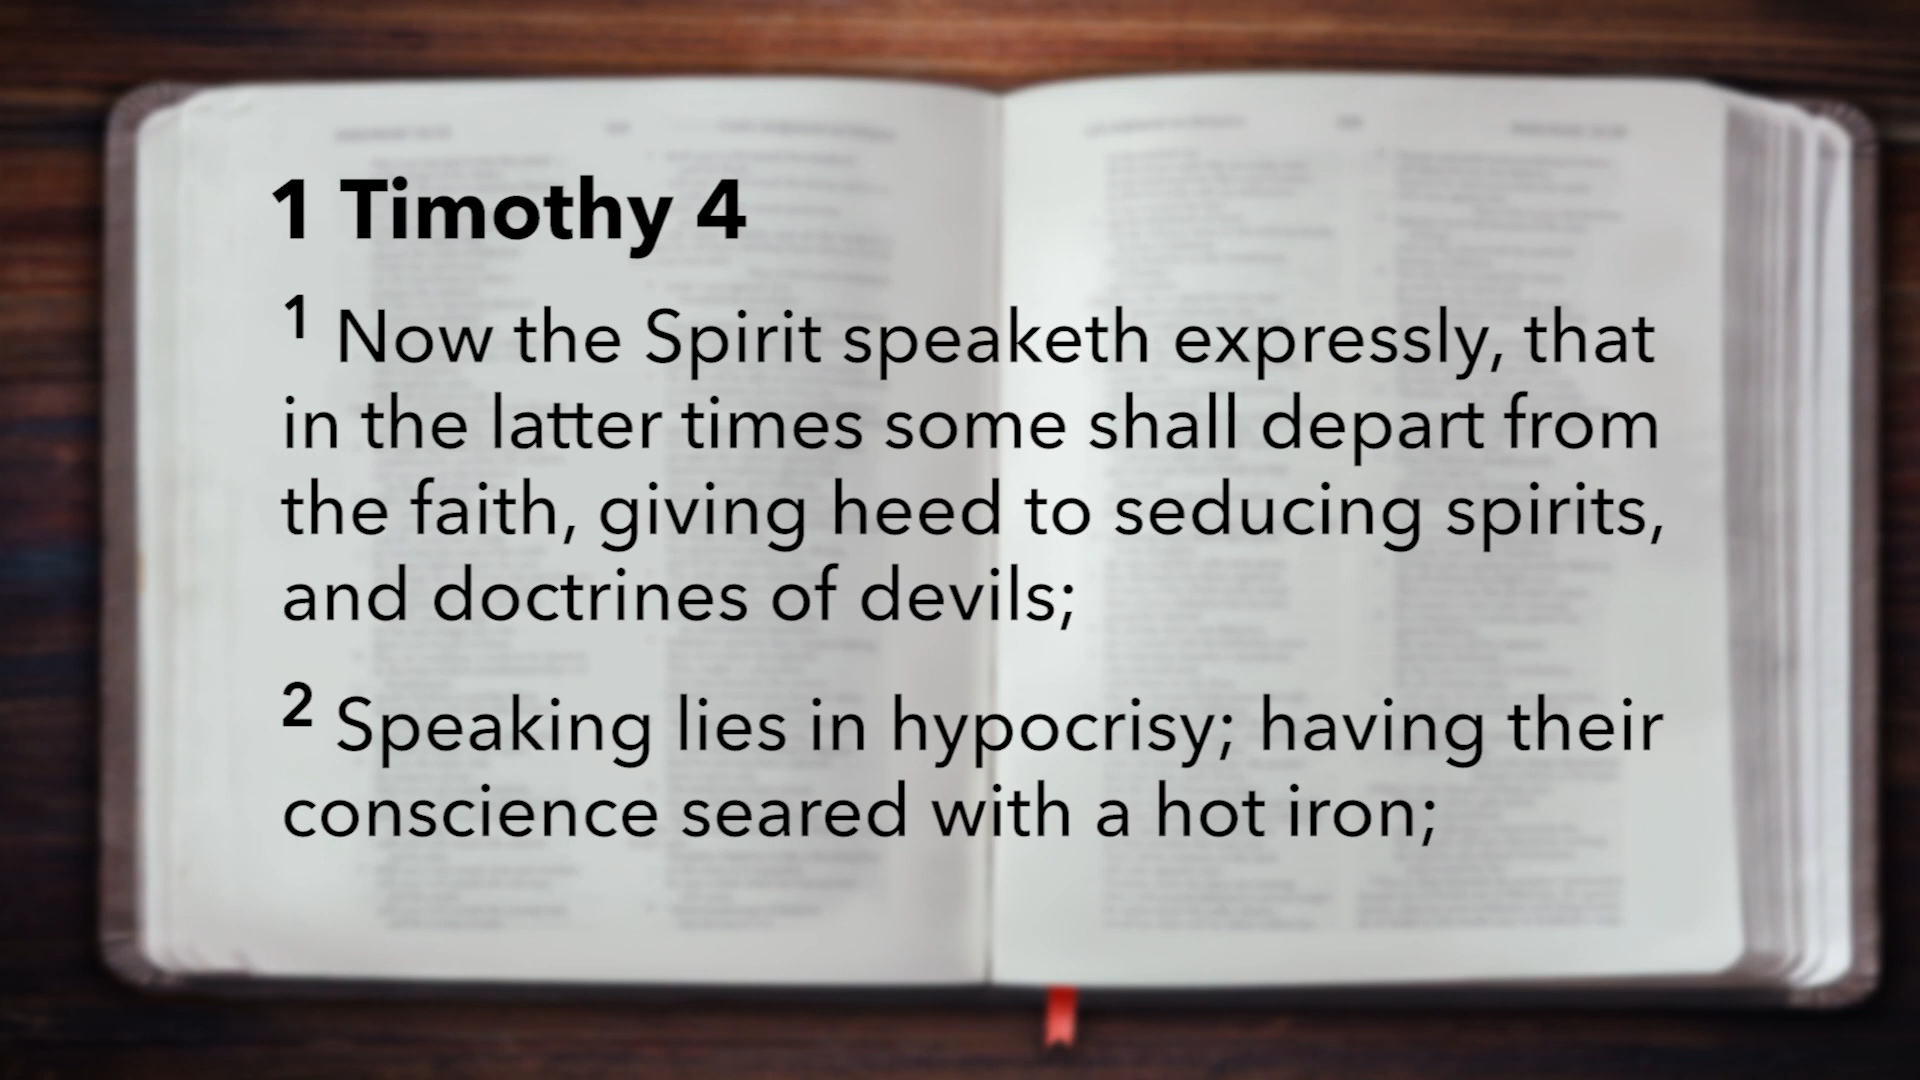 1 Timothy 4
1 Now the Spirit speaketh expressly, that
in the latter times some shall depart from
the faith, giving heed to seducing spirits,
and doctrines of devils;
2 Speaking lies in hypocrisy; having their
conscience seared with a hot iron;